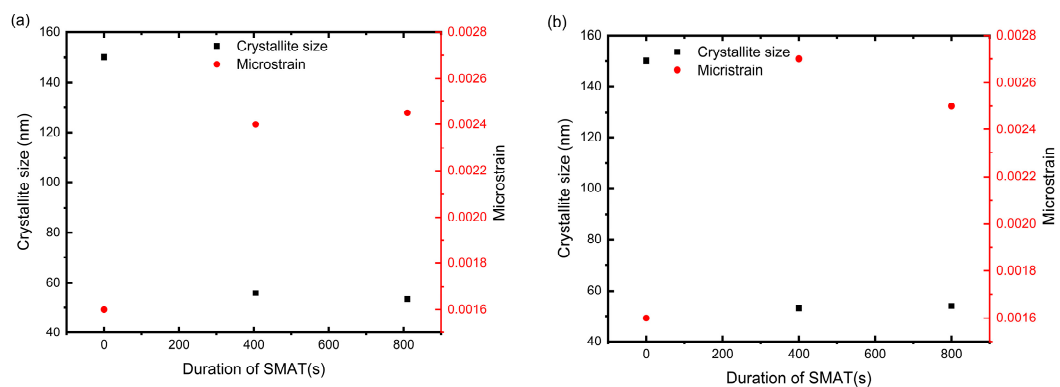 (a)
Crystallite size
Microstrain
160
140
120
100
80
60
40
Crystallite size (nm)
0.0028
0.0026
0.0024
0.0022
0.0020
0.0018
0.0016
Microstrain
0 200 400 600 800
Duration of SMAT(s)
(b)
Crystallite size
Micristrain
160
140
120
100
80
60
40
Crystallite size (nm)
0.0028
0.0026
0.0024
0.0022
0.0020
0.0018
0.0016
Microstrain
0 200 400 600 800
Duration of SMAT(s)